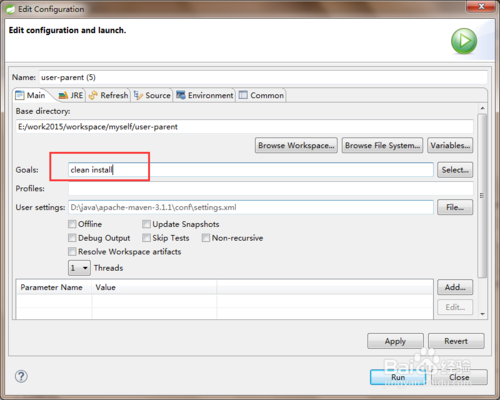 Edit Configuration
Edit configuration and launch.
Name: user-parent (5)
Main JRE Refresh Source Environment Common
Base directory:
E:/work2015/workspace/myself/user-parent
Browse Workspace... Browse File System... Variables...
Goals: clean install Select...
Profiles:
User settings: D:\java\apache-maven-3.1.1\conf\settings.xml File...
Offline Update Snapshots
Debug Output Skip Tests Non-recursive
Resolve Workspace artifacts
1 Threads
Parameter Name Value Add...
Edit...
Apply Revert
Baidu 经验
Run Close